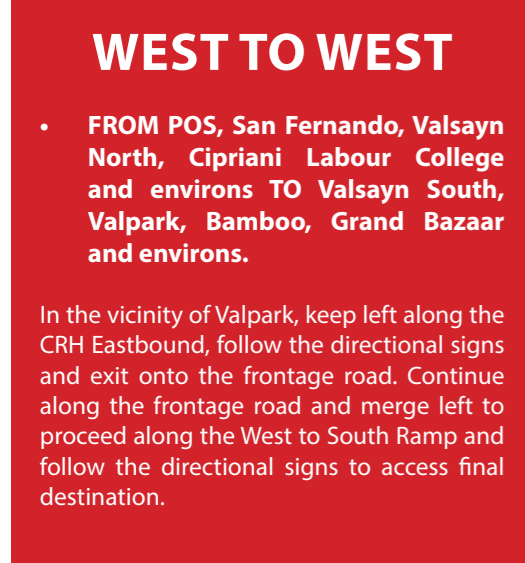 WEST TO WEST
• FROM POS, San Fernando, Valsayn
North, Cipriani Labour College
and environs TO Valsayn South,
Valpark, Bamboo, Grand Bazaar
and environs.
In the vicinity of Valpark, keep left along the
CRH Eastbound, follow the directional signs
and exit onto the frontage road. Continue
along the frontage road and merge left to
proceed along the West to South Ramp and
follow the directional signs to access final
destination.